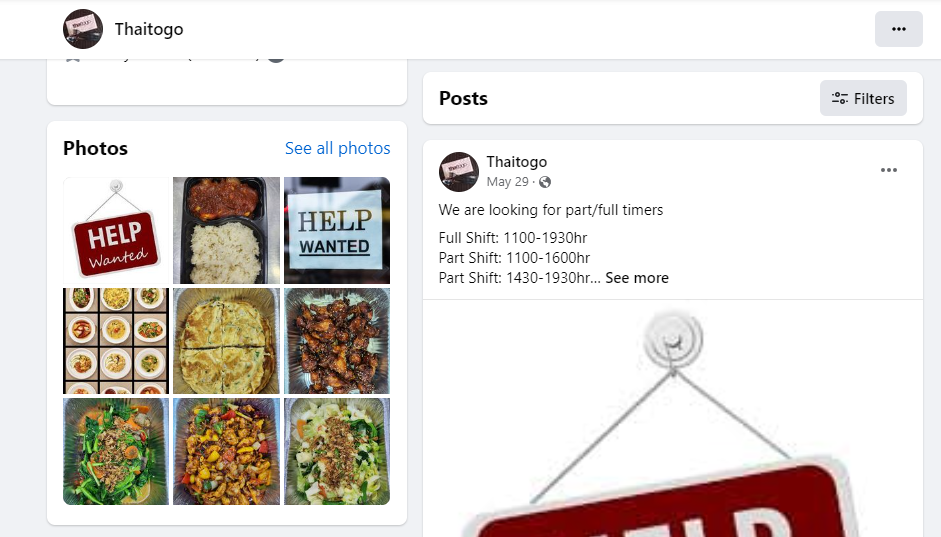 Thaitogo
Photos
See all photos
HELP
Wanted
HELP
WANTED
Posts
Filters
Thaitogo
May 29 ·
We are looking for part/full timers
Full Shift: 1100-1930hr
Part Shift: 1100-1600hr
Part Shift: 1430-1930hr... See more
HELP